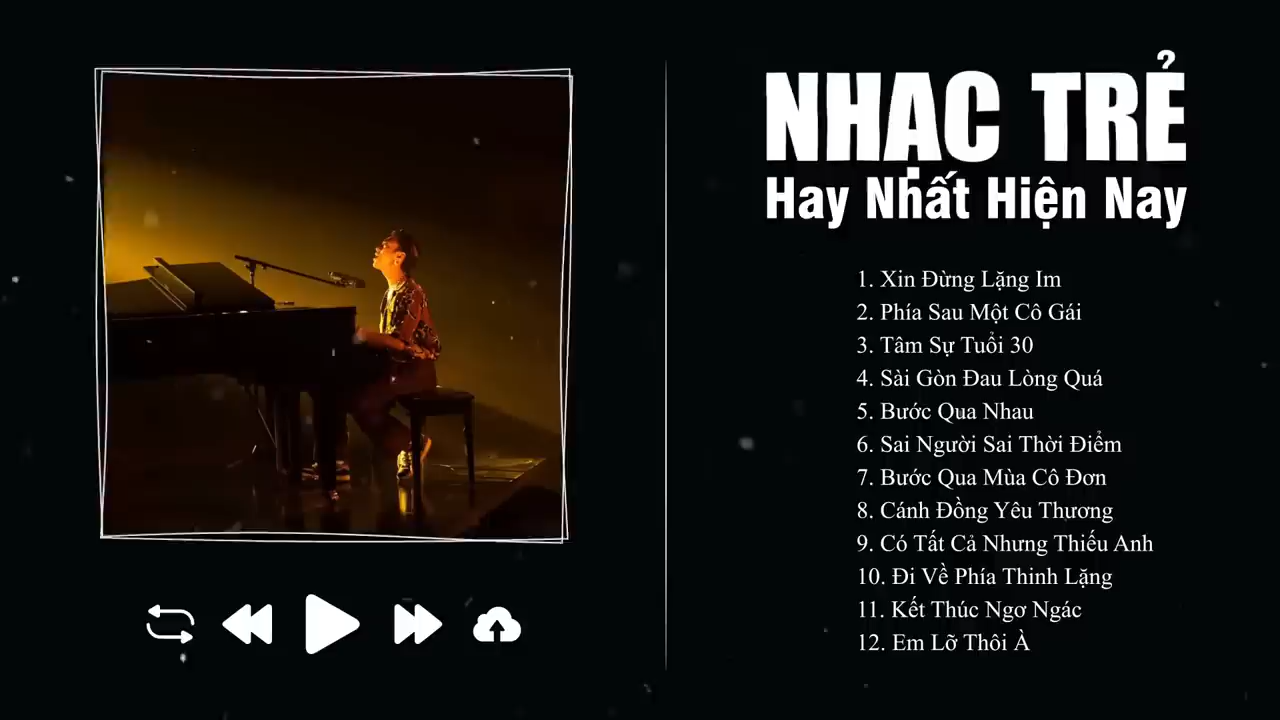 NHẠC TRẺ
Hay Nhất Hiện Nay
1. Xin Đừng Lặng Im
2. Phía Sau Một Cô Gái
3. Tâm Sự Tuổi 30
4. Sài Gòn Đau Lòng Quá
5. Bước Qua Nhau
6. Sai Người Sai Thời Điểm
7. Bước Qua Mùa Cô Đơn
8. Cánh Đồng Yêu Thương
9. Có Tất Cả Nhưng Thiếu Anh
10. Đi Về Phía Thinh Lặng
11. Kết Thúc Ngơ Ngác
12. Em Lỡ Thôi À